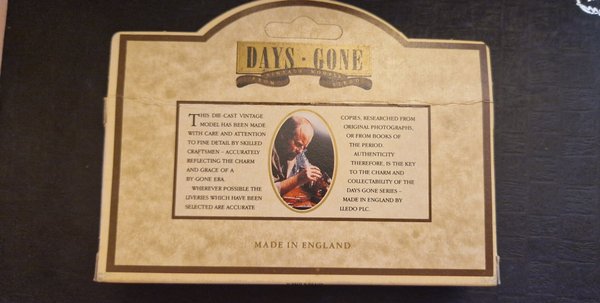 DAYS · GONE
THIS DIE-CAST VINTAGE
MODEL HAS BEEN MADE
WITH CARE AND ATTENTION
TO FINE DETAIL BY SKILLED
CRAFTSMEN – ACCURATELY
REFLECTING THE CHARM
AND GRACE OF A
BY-GONE ERA.
WHEREVER POSSIBLE THE
LIVERIES WHICH HAVE BEEN
SELECTED ARE ACCURATE
COPIES, RESEARCHED FROM
ORIGINAL PHOTOGRAPHS,
OR FROM BOOKS OF
THE PERIOD.
AUTHENTICITY
THEREFORE, IS THE KEY
TO THE CHARM AND
COLLECTABILITY OF THE
DAYS GONE SERIES –
MADE IN ENGLAND BY
LLEDO PLC.
MADE IN ENGLAND